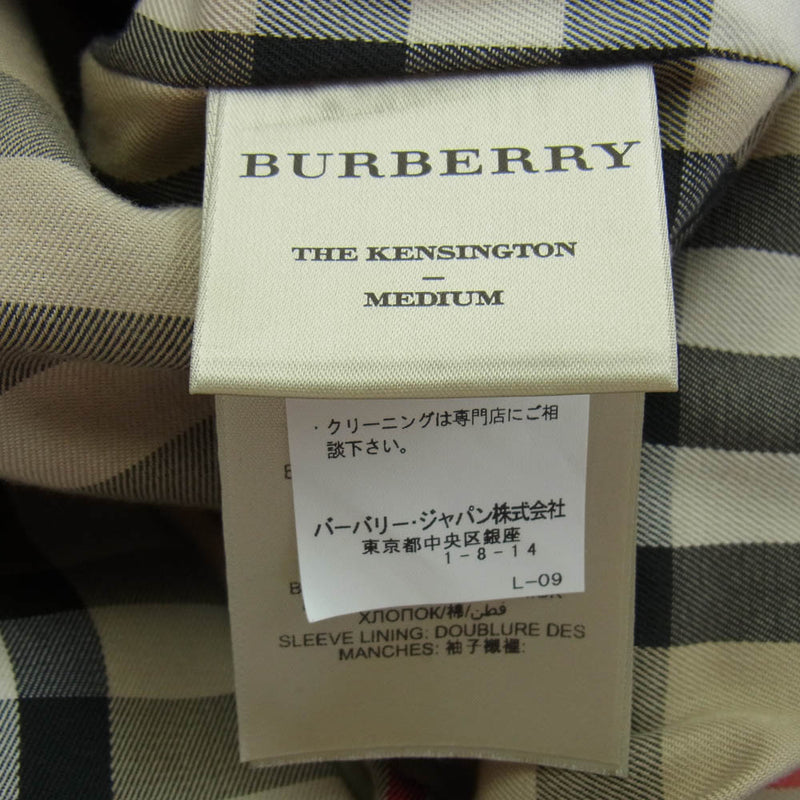 BURBERRY
THE KENSINGTON
–
MEDIUM
・クリーニングは専門店にご相
談下さい。
バーバリー・ジャパン株式会社
東京都中央区銀座
1-8-14
L-09
ХЛОПОК/棉/قطن/
SLEEVE LINING: DOUBLURE DES
MANCHES: 袖子襯裡: